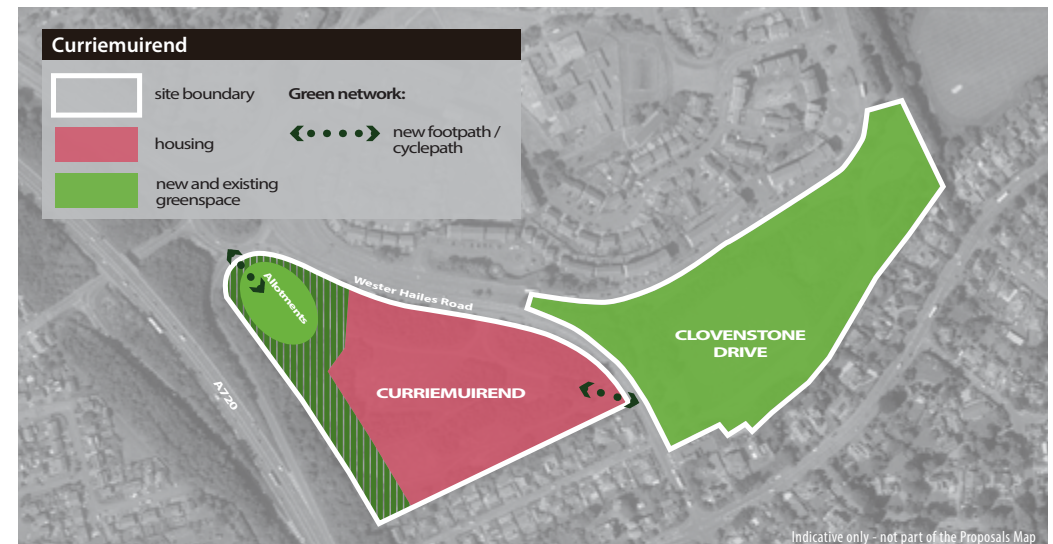 Curriemuirend
site boundary
housing
new and existing
greenspace
Green network:
new footpath /
cyclepath
Allotments
Wester Hailes Road
A720
CURRIEMUIREND
CLOVENSTONE
DRIVE
Indicative only - not part of the Proposals Map